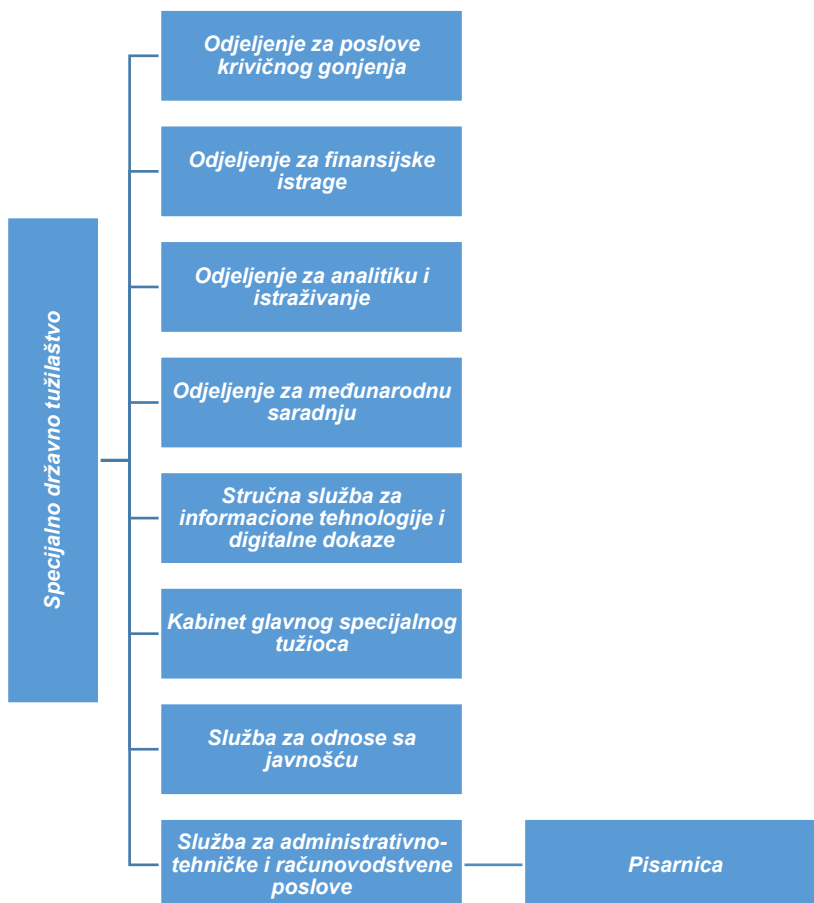 Specijalno državno tužilaštvo
Odjeljenje za poslove
krivičnog gonjenja
Odjeljenje za finansijske
istrage
Odjeljenje za analitiku i
istraživanje
Odjeljenje za međunarodnu
saradnju
Stručna služba za
informacione tehnologije i
digitalne dokaze
Kabinet glavnog specijalnog
tužioca
Služba za odnose sa
javnošću
Služba za administrativno-
tehničke i računovodstvene
poslove
Pisarnica